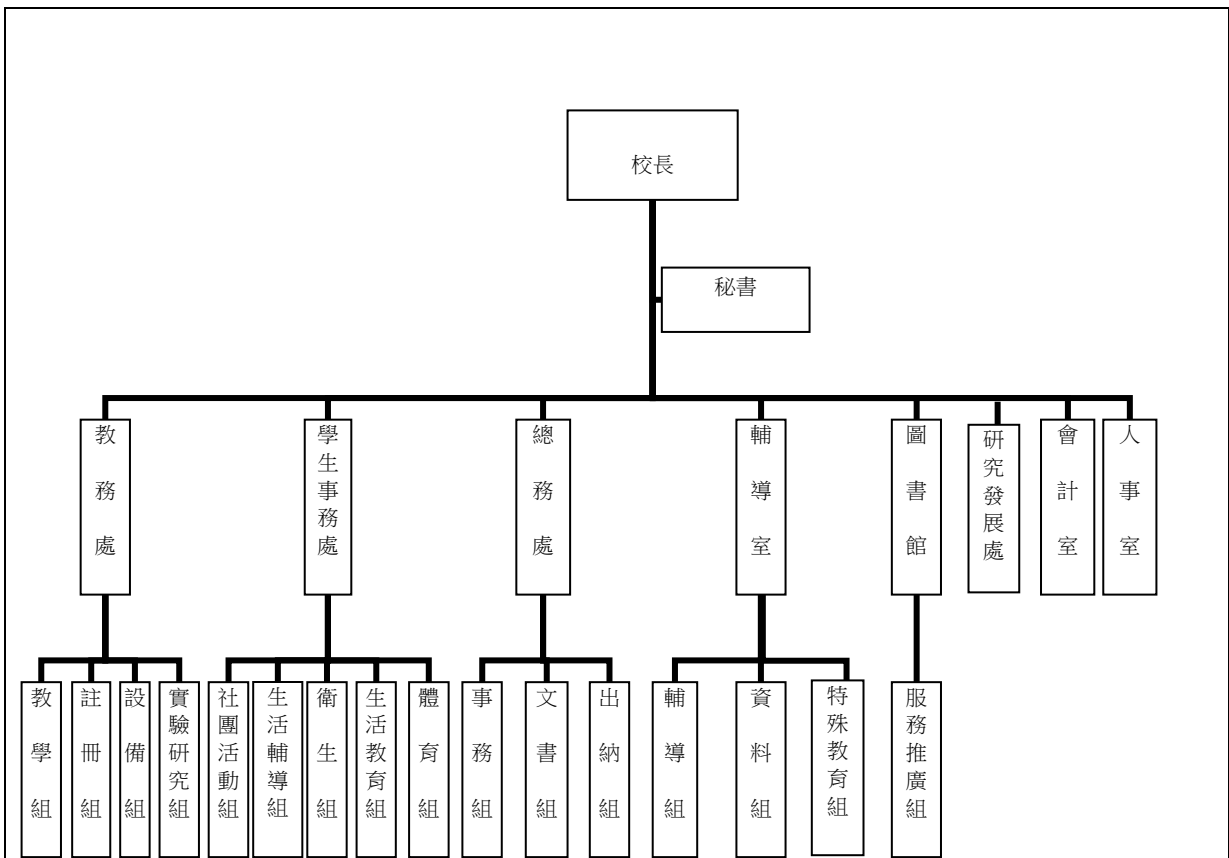 校長
秘書
教務處
學生事務處
總務處
輔導室
圖書館
研究發展處
會計室
人事室
教學組
註冊組
設備組
實驗研究組
社團活動組
生活輔導組
衛生組
生活教育組
體育組
事務組
文書組
出納組
輔導組
資料組
特殊教育組
服務推廣組